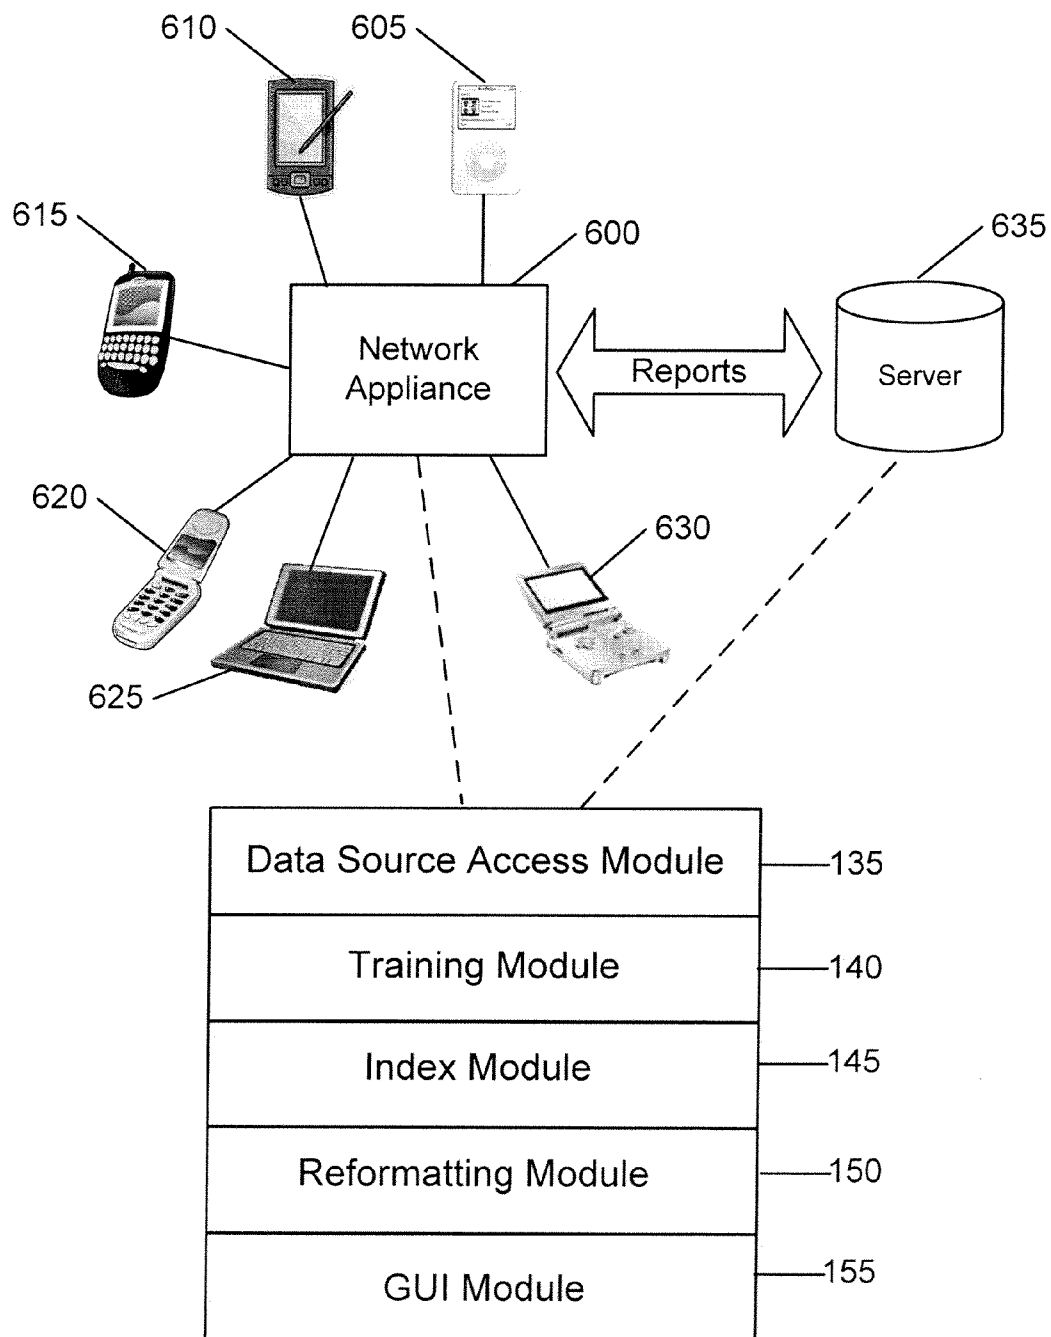 610
605
615
600
635
Network
Appliance
Reports
Server
620
630
625
Data Source Access Module
135
Training Module
140
Index Module
145
Reformatting Module
150
GUI Module
155